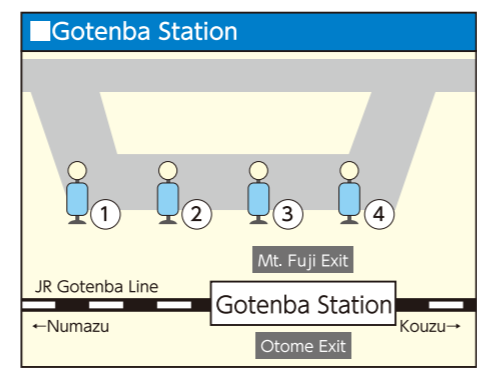 ■Gotenba Station
① ② ③ ④
Mt. Fuji Exit
JR Gotenba Line
Gotenba Station
←Numazu
Kouzu→
Otome Exit